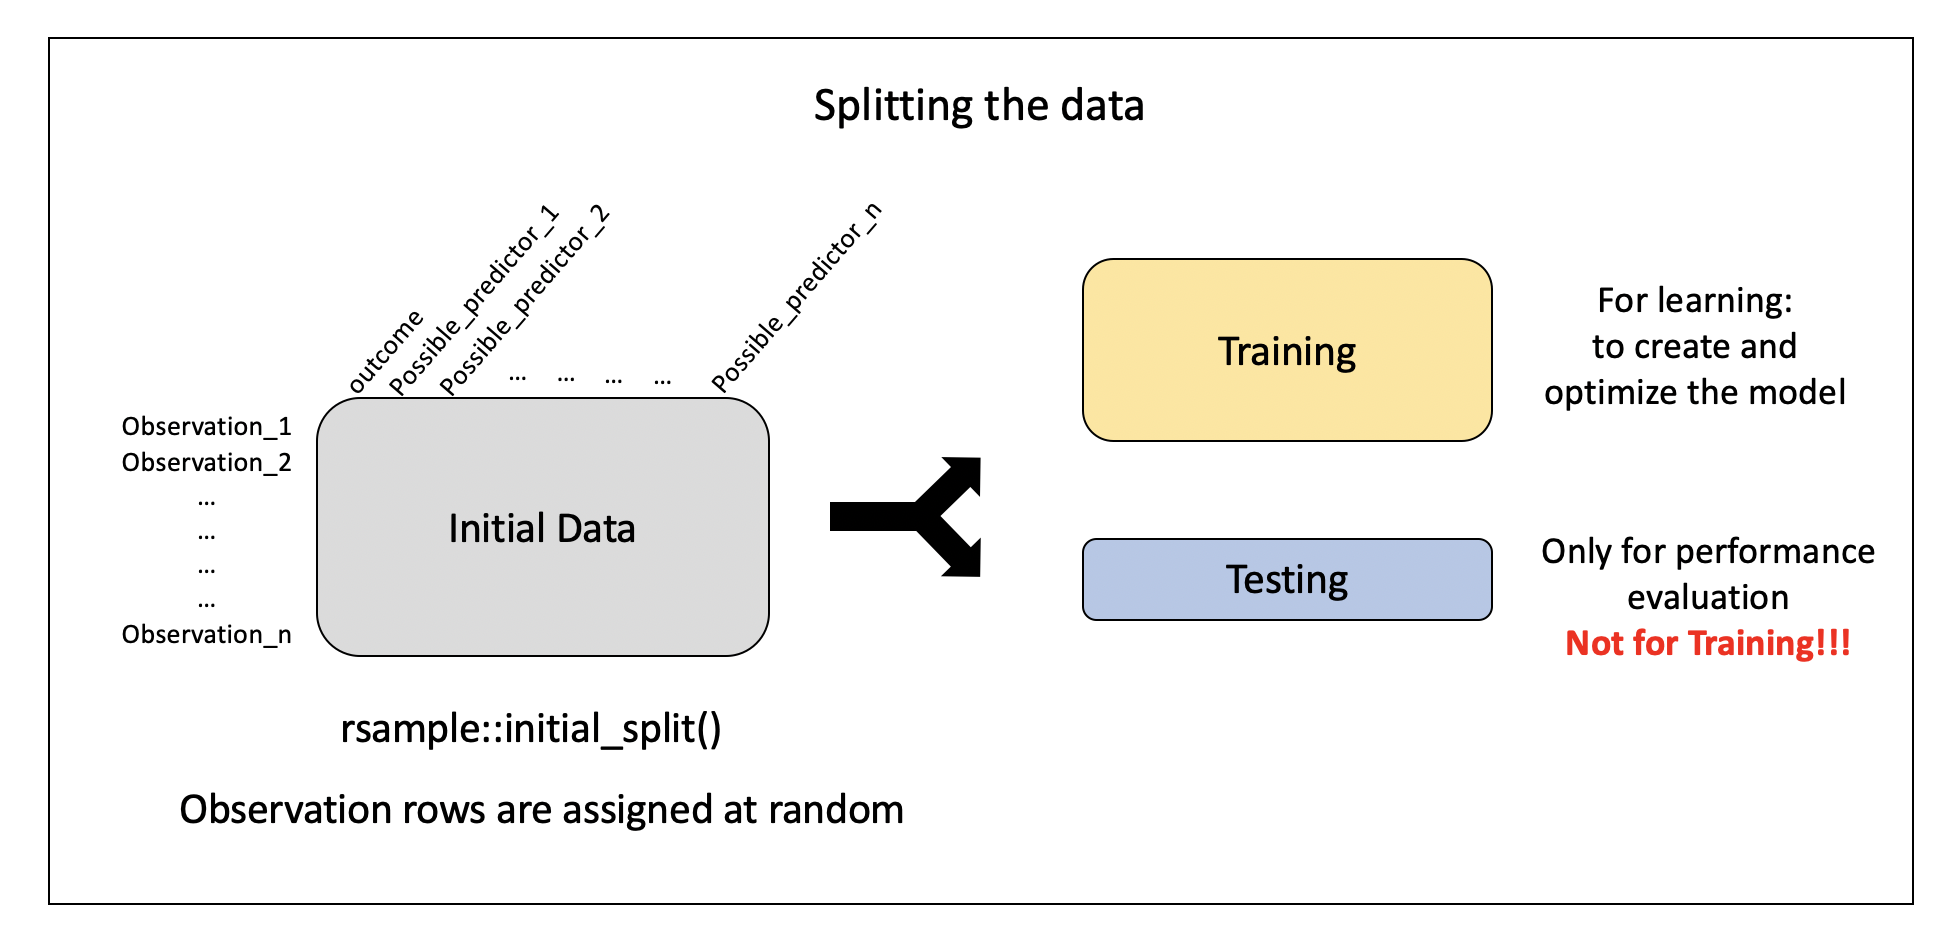 Splitting the data
outcome
Possible_predictor_1
Possible_predictor_2
... ... ... ...
Possible_predictor_n
Observation_1
Observation_2
...
...
...
...
Observation_n
Initial Data
Training
For learning:
to create and
optimize the model
Testing
Only for performance
evaluation
Not for Training!!!
rsample::initial_split()
Observation rows are assigned at random